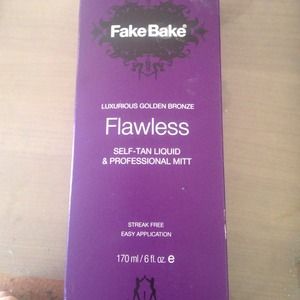 Fake Bake®
LUXURIOUS GOLDEN BRONZE
Flawless
SELF-TAN LIQUID
& PROFESSIONAL MITT
STREAK FREE
EASY APPLICATION
170 ml / 6 fl. oz. e